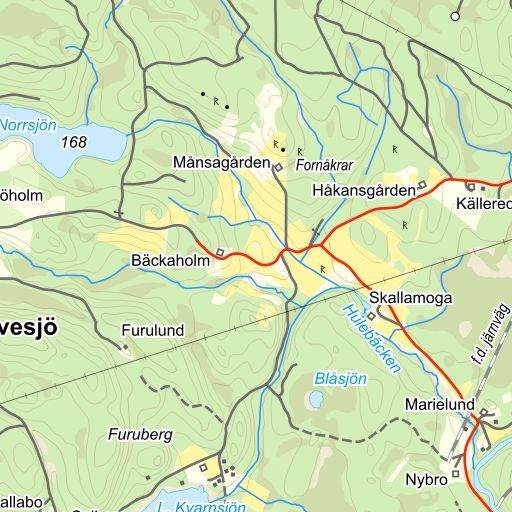 Norrsjön
168
Månsagården
Fornåkrar
Håkansgården
Källered
öholm
Bäckaholm
Skallamoga
vesjö
Furulund
Hulebäcken
f.d. järnväg
Blåsjön
Marielund
Furuberg
Nybro
allabo
L. Kvarnsjön